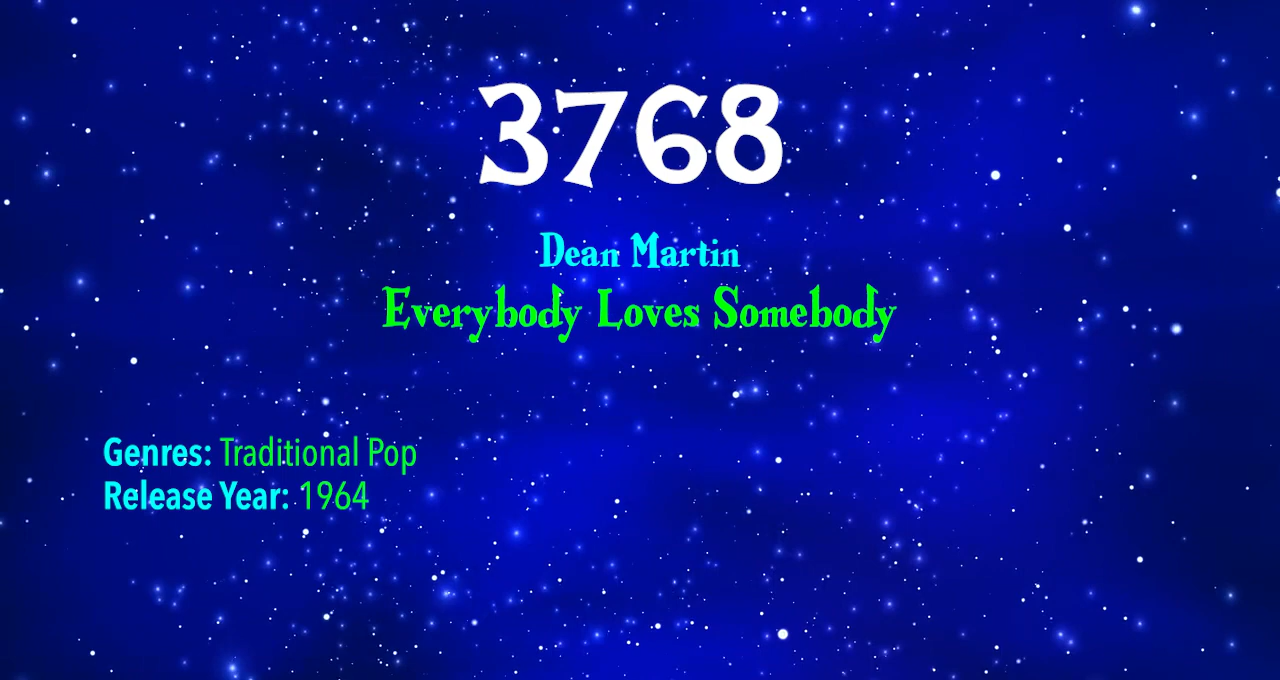 3768
Dean Martin
Everybody Loves Somebody
Genres: Traditional Pop
Release Year: 1964